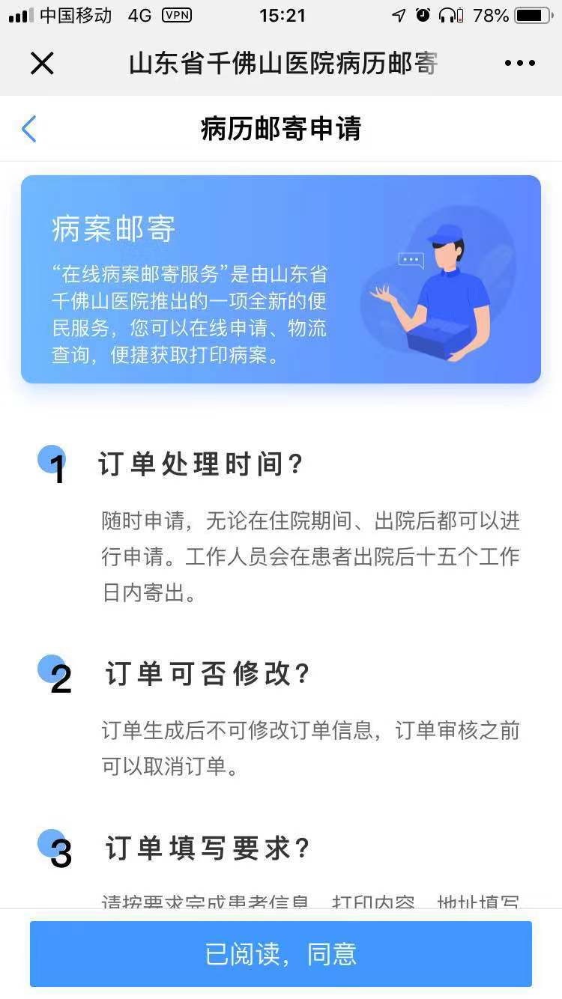 中国移动 4G VPN 15:21 78%
山东省千佛山医院病历邮寄
病历邮寄申请
病案邮寄
“在线病案邮寄服务”是由山东省
千佛山医院推出的一项全新的便
民服务，您可以在线申请、物流
查询，便捷获取打印病案。
1 订单处理时间?
随时申请，无论在住院期间、出院后都可以进
行申请。工作人员会在患者出院后十五个工作
日内寄出。
2 订单可否修改?
订单生成后不可修改订单信息，订单审核之前
可以取消订单。
3 订单填写要求?
请按要求完成患者信息、打印内容、地址填写
已阅读，同意